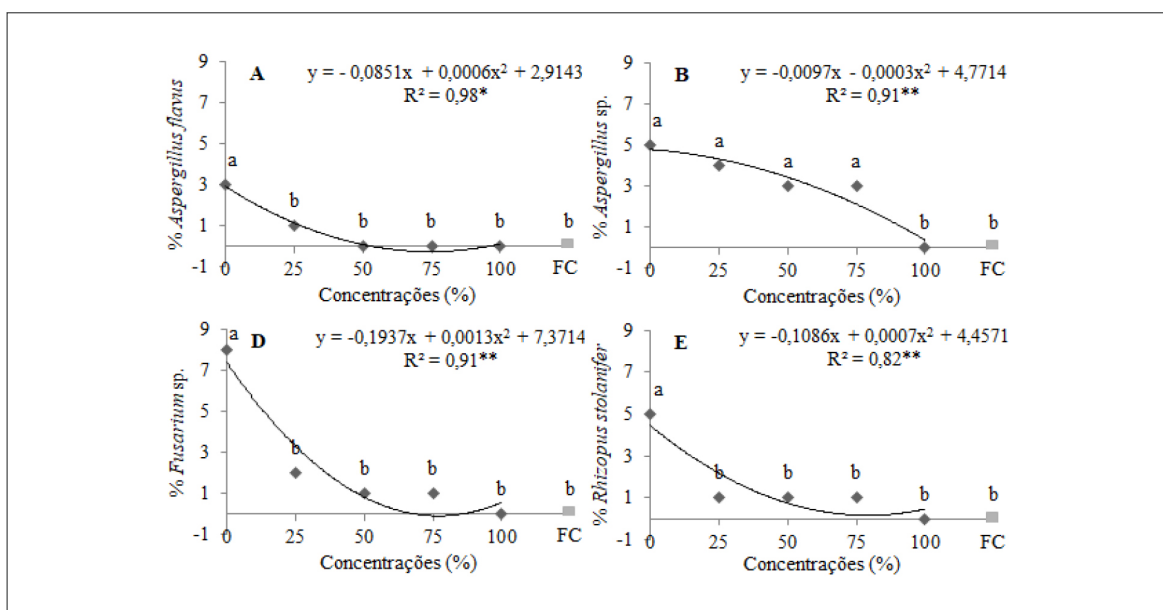 A
y = - 0,0851x + 0,0006x² + 2,9143
R² = 0,98*
% Aspergillus flavus
9
7
5
3
1
-1
a
b
b
b
b
b
0
25
50
75
100
FC
Concentrações (%)
B
y = -0,0097x - 0,0003x² + 4,7714
R² = 0,91**
% Aspergillus sp.
9
7
5
3
1
-1
a
a
a
a
b
b
0
25
50
75
100
FC
Concentrações (%)
D
y = -0,1937x + 0,0013x² + 7,3714
R² = 0,91**
% Fusarium sp.
9
7
5
3
1
-1
a
b
b
b
b
b
0
25
50
75
100
FC
Concentrações (%)
E
y = -0,1086x + 0,0007x² + 4,4571
R² = 0,82**
% Rhizopus stolanifer
9
7
5
3
1
-1
a
b
b
b
b
b
0
25
50
75
100
FC
Concentrações (%)